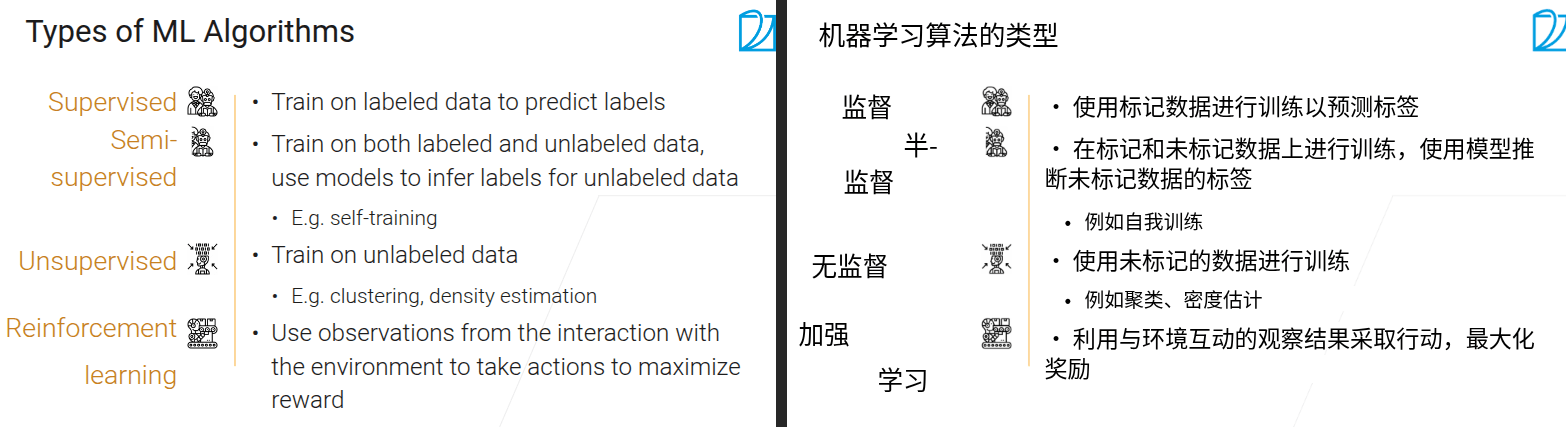 Types of ML Algorithms
Supervised
• Train on labeled data to predict labels
Semi-
supervised
• Train on both labeled and unlabeled data,
use models to infer labels for unlabeled data
• E.g. self-training
Unsupervised
• Train on unlabeled data
• E.g. clustering, density estimation
Reinforcement
learning
• Use observations from the interaction with
the environment to take actions to maximize
reward
机器学习算法的类型
监督
• 使用标记数据进行训练以预测标签
半-
监督
• 在标记和未标记数据上进行训练，使用模型推
断未标记数据的标签
• 例如自我训练
无监督
• 使用未标记的数据进行训练
• 例如聚类、密度估计
加强
学习
• 利用与环境互动的观察结果采取行动，最大化
奖励